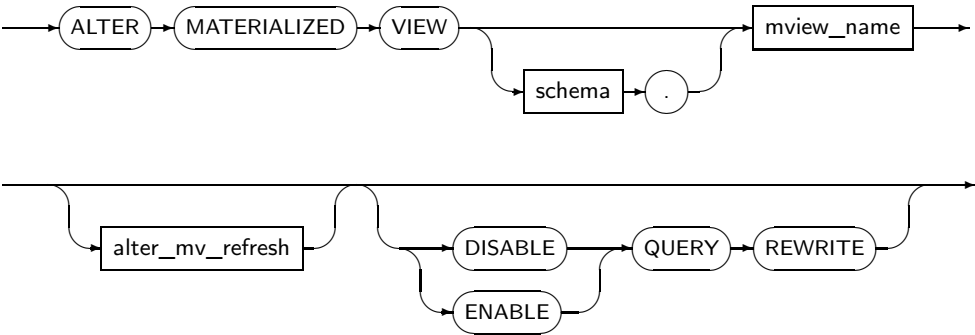 ALTER MATERIALIZED VIEW mview_name
schema .
alter_mv_refresh DISABLE QUERY REWRITE
ENABLE